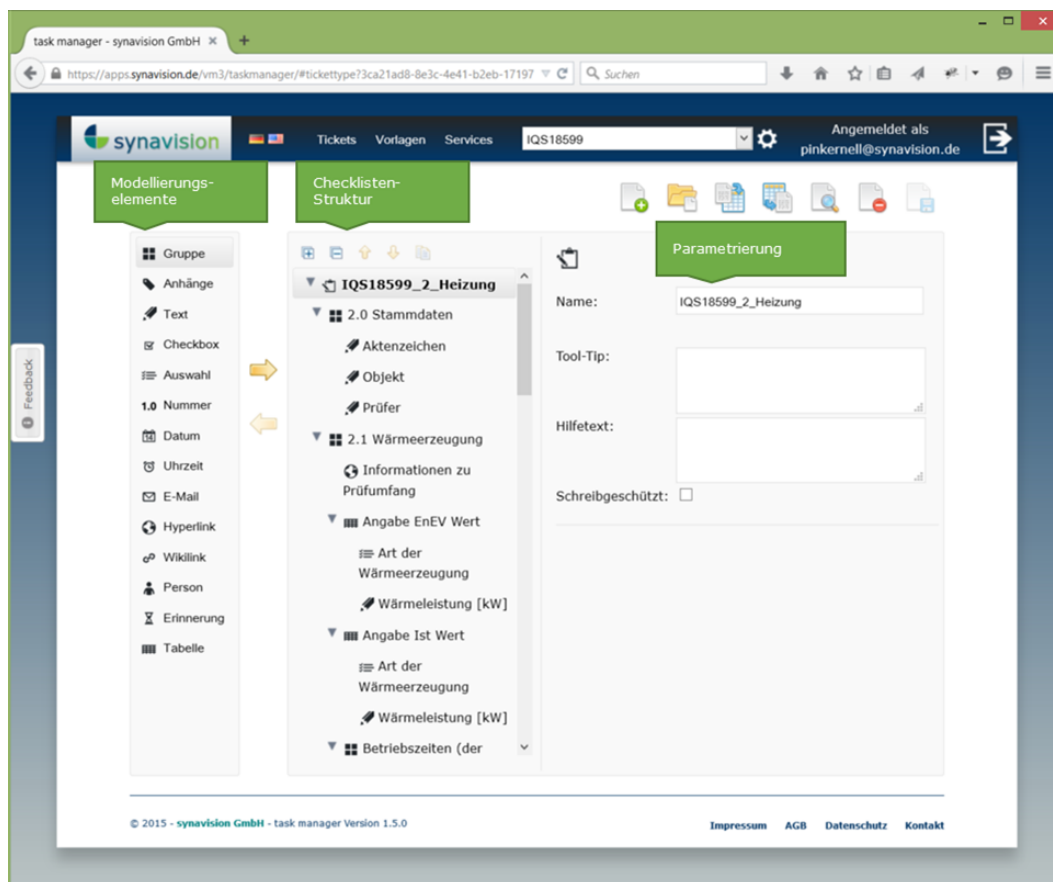 task manager - synavision GmbH
https://apps.synavision.de/vm3/taskmanager/#tickettype?3ca21ad8-8e3c-4e41-b2eb-17197
Suchen
synavision
Tickets Vorlagen Services
IQS18599
Angemeldet als
pinkernell@synavision.de
Modellierungs-
elemente
Checklisten-
Struktur
Parametrierung
Feedback
Gruppe
Anhänge
Text
Checkbox
Auswahl
1.0 Nummer
14 Datum
Uhrzeit
E-Mail
Hyperlink
Wikilink
Person
Erinnerung
Tabelle
IQS18599_2_Heizung
2.0 Stammdaten
Aktenzeichen
Objekt
Prüfer
2.1 Wärmeerzeugung
Informationen zu
Prüfumfang
Angabe EnEV Wert
Art der
Wärmeerzeugung
Wärmeleistung [kW]
Angabe Ist Wert
Art der
Wärmeerzeugung
Wärmeleistung [kW]
Betriebszeiten (der
Name: IQS18599_2_Heizung
Tool-Tip:
Hilfetext:
Schreibgeschützt:
© 2015 - synavision GmbH - task manager Version 1.5.0
Impressum AGB Datenschutz Kontakt